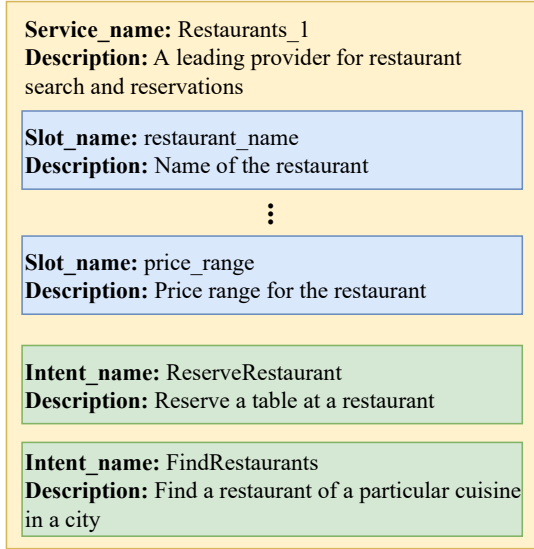 Service_name: Restaurants_1
Description: A leading provider for restaurant
search and reservations
Slot_name: restaurant_name
Description: Name of the restaurant
Slot_name: price_range
Description: Price range for the restaurant
Intent_name: ReserveRestaurant
Description: Reserve a table at a restaurant
Intent_name: FindRestaurants
Description: Find a restaurant of a particular cuisine
in a city